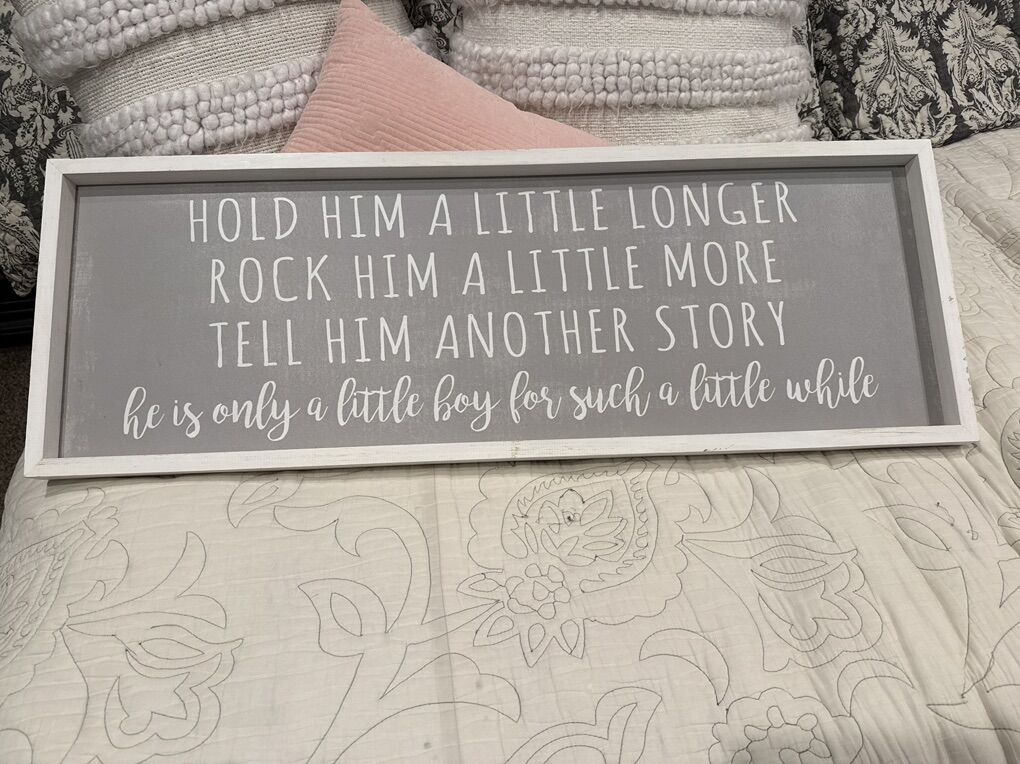 HOLD HIM A LITTLE LONGER
ROCK HIM A LITTLE MORE
TELL HIM ANOTHER STORY
he is only a little boy for such a little while